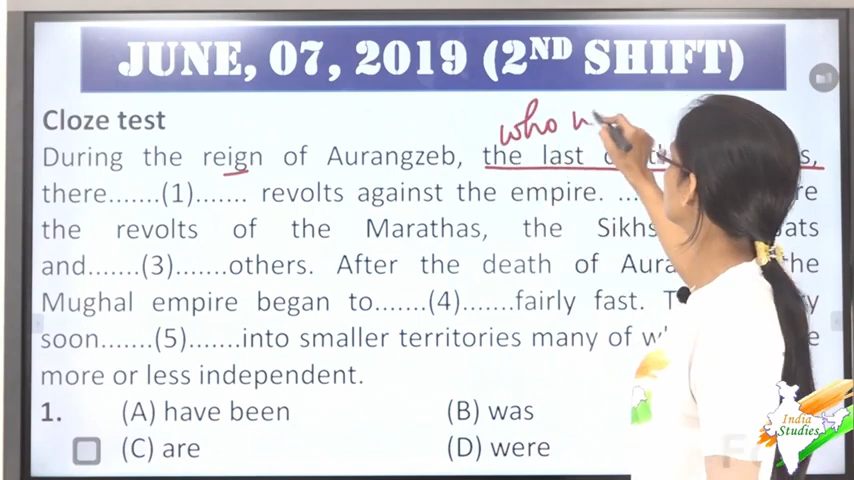 JUNE, 07, 2019 (2ND SHIFT)
Cloze test
who
During the reign of Aurangzeb, the last
there.......(1)....... revolts against the empire. ...
the revolts of the Marathas, the Sikhs
and.......(3).......others. After the death of the
Mughal empire began to.......(4).......fairly fast.
soon.......(5).......into smaller territories many of
more or less independent.
1. (A) have been (B) was
(C) are (D) were
India
Studies